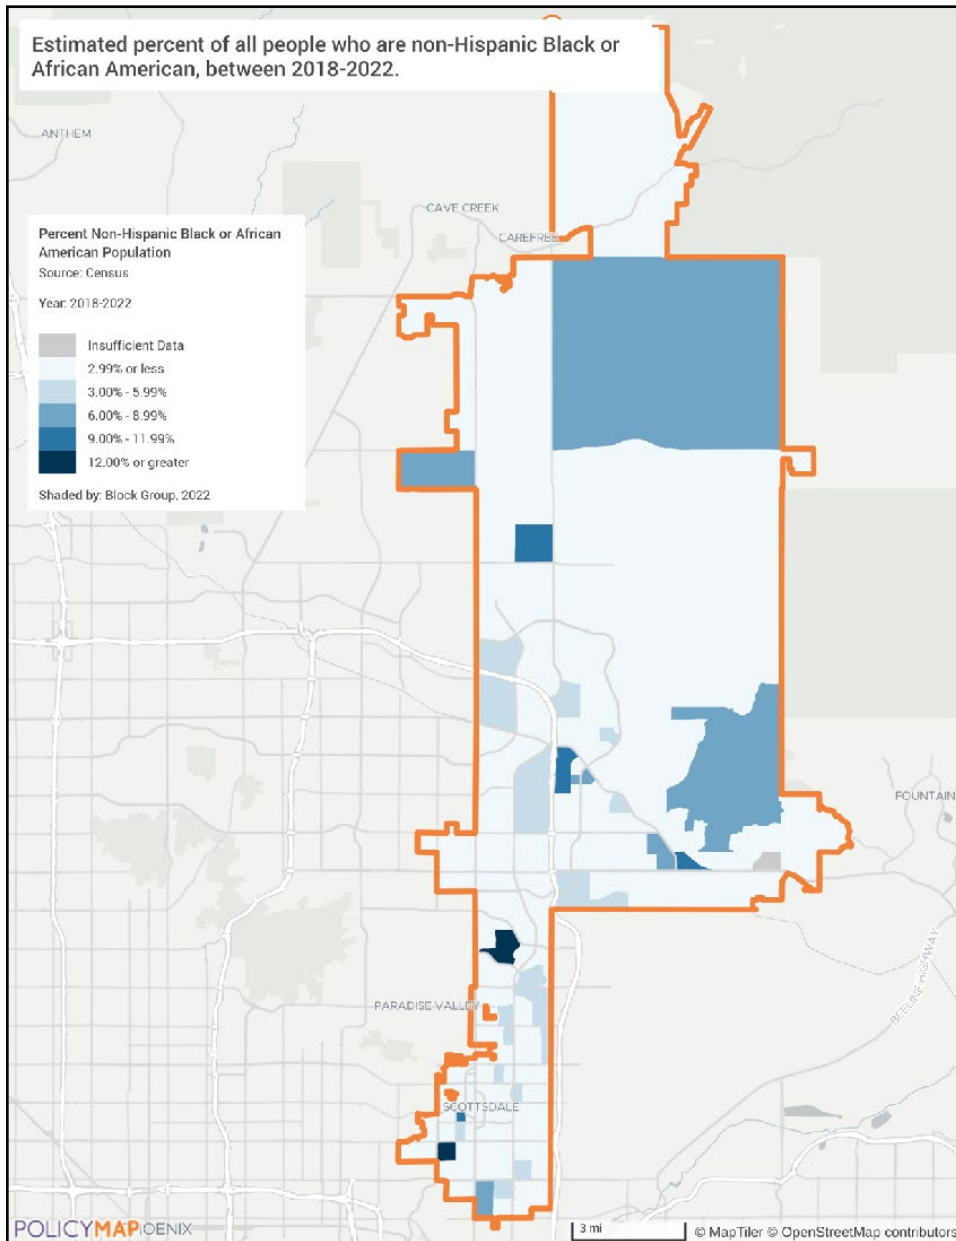 Estimated percent of all people who are non-Hispanic Black or
African American, between 2018-2022.
ANTHEM
CAVE CREEK
CAREFREE
Percent Non-Hispanic Black or African
American Population
Source: Census
Year: 2018-2022
Insufficient Data
2.99% or less
3.00% - 5.99%
6.00% - 8.99%
9.00% - 11.99%
12.00% or greater
Shaded by: Block Group, 2022
FOUNTAIN
BEELINE HIGHWAY
PARADISE VALLEY
SCOTTSDALE
POLICYMAP OENIX
3 mi
© MapTiler © OpenStreetMap contributors